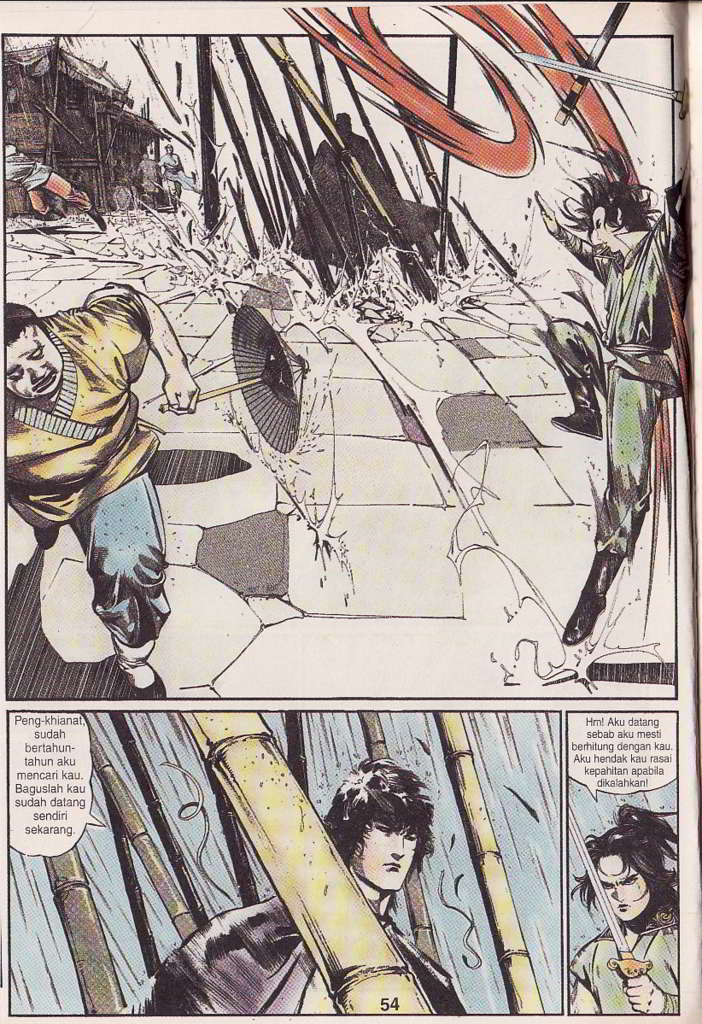 Peng-khianat,
sudah
bertahun-
tahun aku
mencari kau.
Baguslah kau
sudah datang
sendiri
sekarang.
Hm! Aku datang
sebab aku mesti
berhitung dengan kau.
Aku hendak kau rasai
kepahitan apabila
dikalahkan!
54